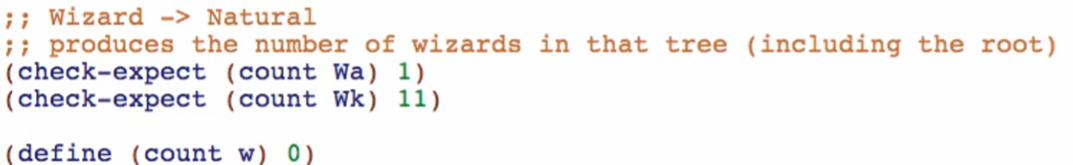 ;; Wizard -> Natural
;; produces the number of wizards in that tree (including the root)
(check-expect (count Wa) 1)
(check-expect (count Wk) 11)
(define (count w) 0)